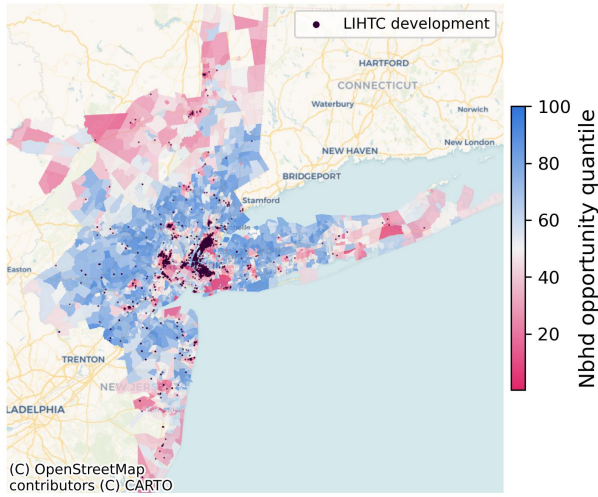 LIHTC development
HARTFORD
CONNECTICUT
Waterbury
Norwich
NEW HAVEN
New London
BRIDGEPORT
Stamford
Easton
TRENTON
NEW JERSEY
LADELPHIA
(C) OpenStreetMap
contributors (C) CARTO
100
80
60
40
20
Nbhd opportunity quantile